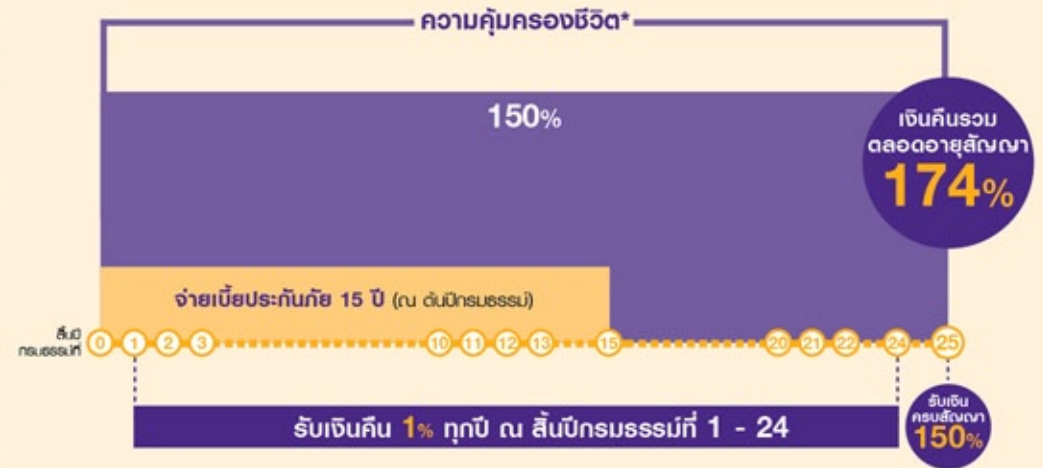 ความคุ้มครองชีวิต*
150%
เงินคืนรวม
ตลอดอายุสัญญา
174%
จ่ายเบี้ยประกันภัย 15 ปี (ณ ต้นปีกรมธรรม์)
สิ้นปี
กรมธรรม์ที่
0 1 2 3 10 11 12 13 15 20 21 22 24 25
รับเงินคืน 1% ทุกปี ณ สิ้นปีกรมธรรม์ที่ 1 - 24
รับเงิน
ครบสัญญา
150%